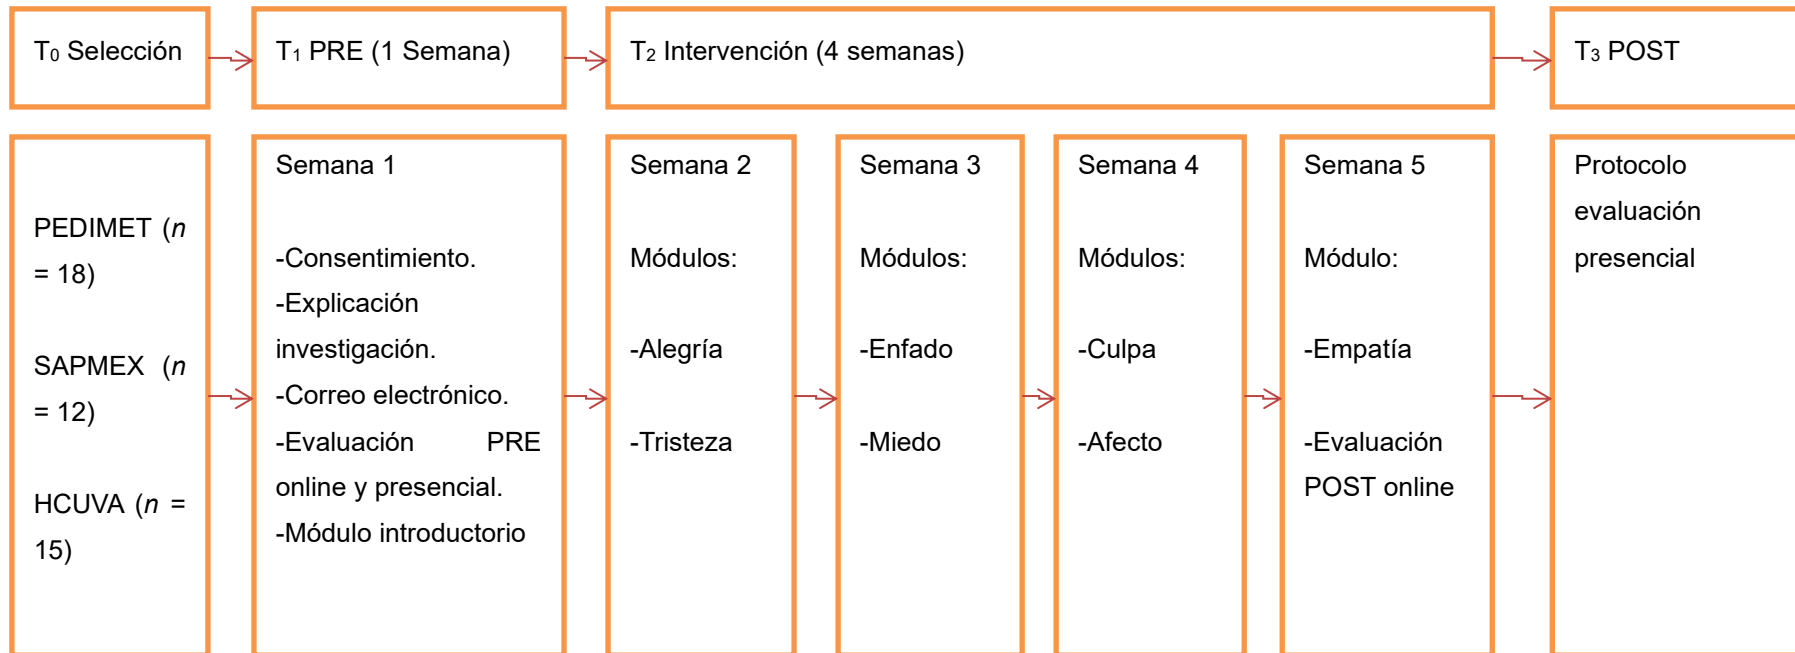 T₀ Selección
T₁ PRE (1 Semana)
T₂ Intervención (4 semanas)
T₃ POST
PEDIMET (n
= 18)
SAPMEX (n
= 12)
HCUVA (n =
15)
Semana 1
-Consentimiento.
-Explicación
investigación.
-Correo electrónico.
-Evaluación PRE
online y presencial.
-Módulo introductorio
Semana 2
Módulos:
-Alegría
-Tristeza
Semana 3
Módulos:
-Enfado
-Miedo
Semana 4
Módulos:
-Culpa
-Afecto
Semana 5
Módulo:
-Empatía
-Evaluación
POST online
Protocolo
evaluación
presencial